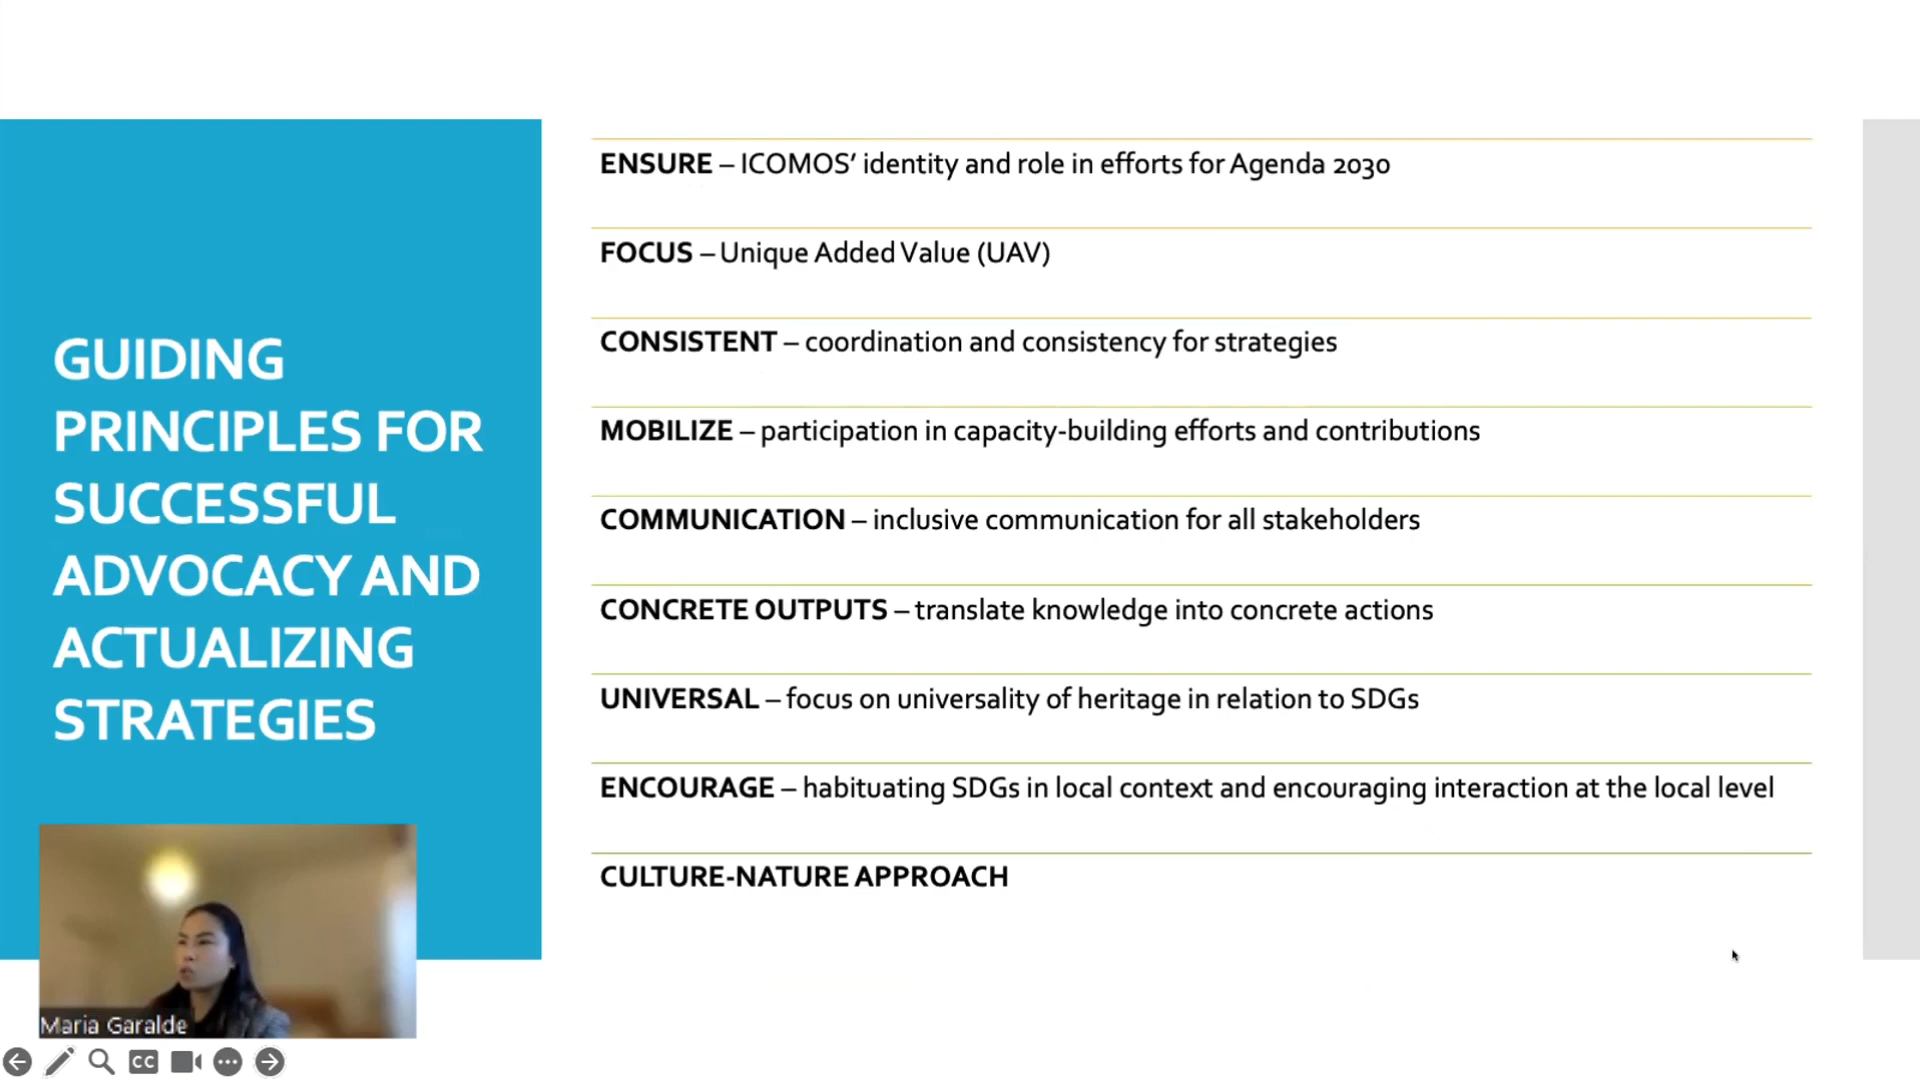 GUIDING
PRINCIPLES FOR
SUCCESSFUL
ADVOCACY AND
ACTUALIZING
STRATEGIES
ENSURE – ICOMOS’ identity and role in efforts for Agenda 2030
FOCUS – Unique Added Value (UAV)
CONSISTENT – coordination and consistency for strategies
MOBILIZE – participation in capacity-building efforts and contributions
COMMUNICATION – inclusive communication for all stakeholders
CONCRETE OUTPUTS – translate knowledge into concrete actions
UNIVERSAL – focus on universality of heritage in relation to SDGs
ENCOURAGE – habituating SDGs in local context and encouraging interaction at the local level
CULTURE-NATURE APPROACH
Maria Garalde
CC